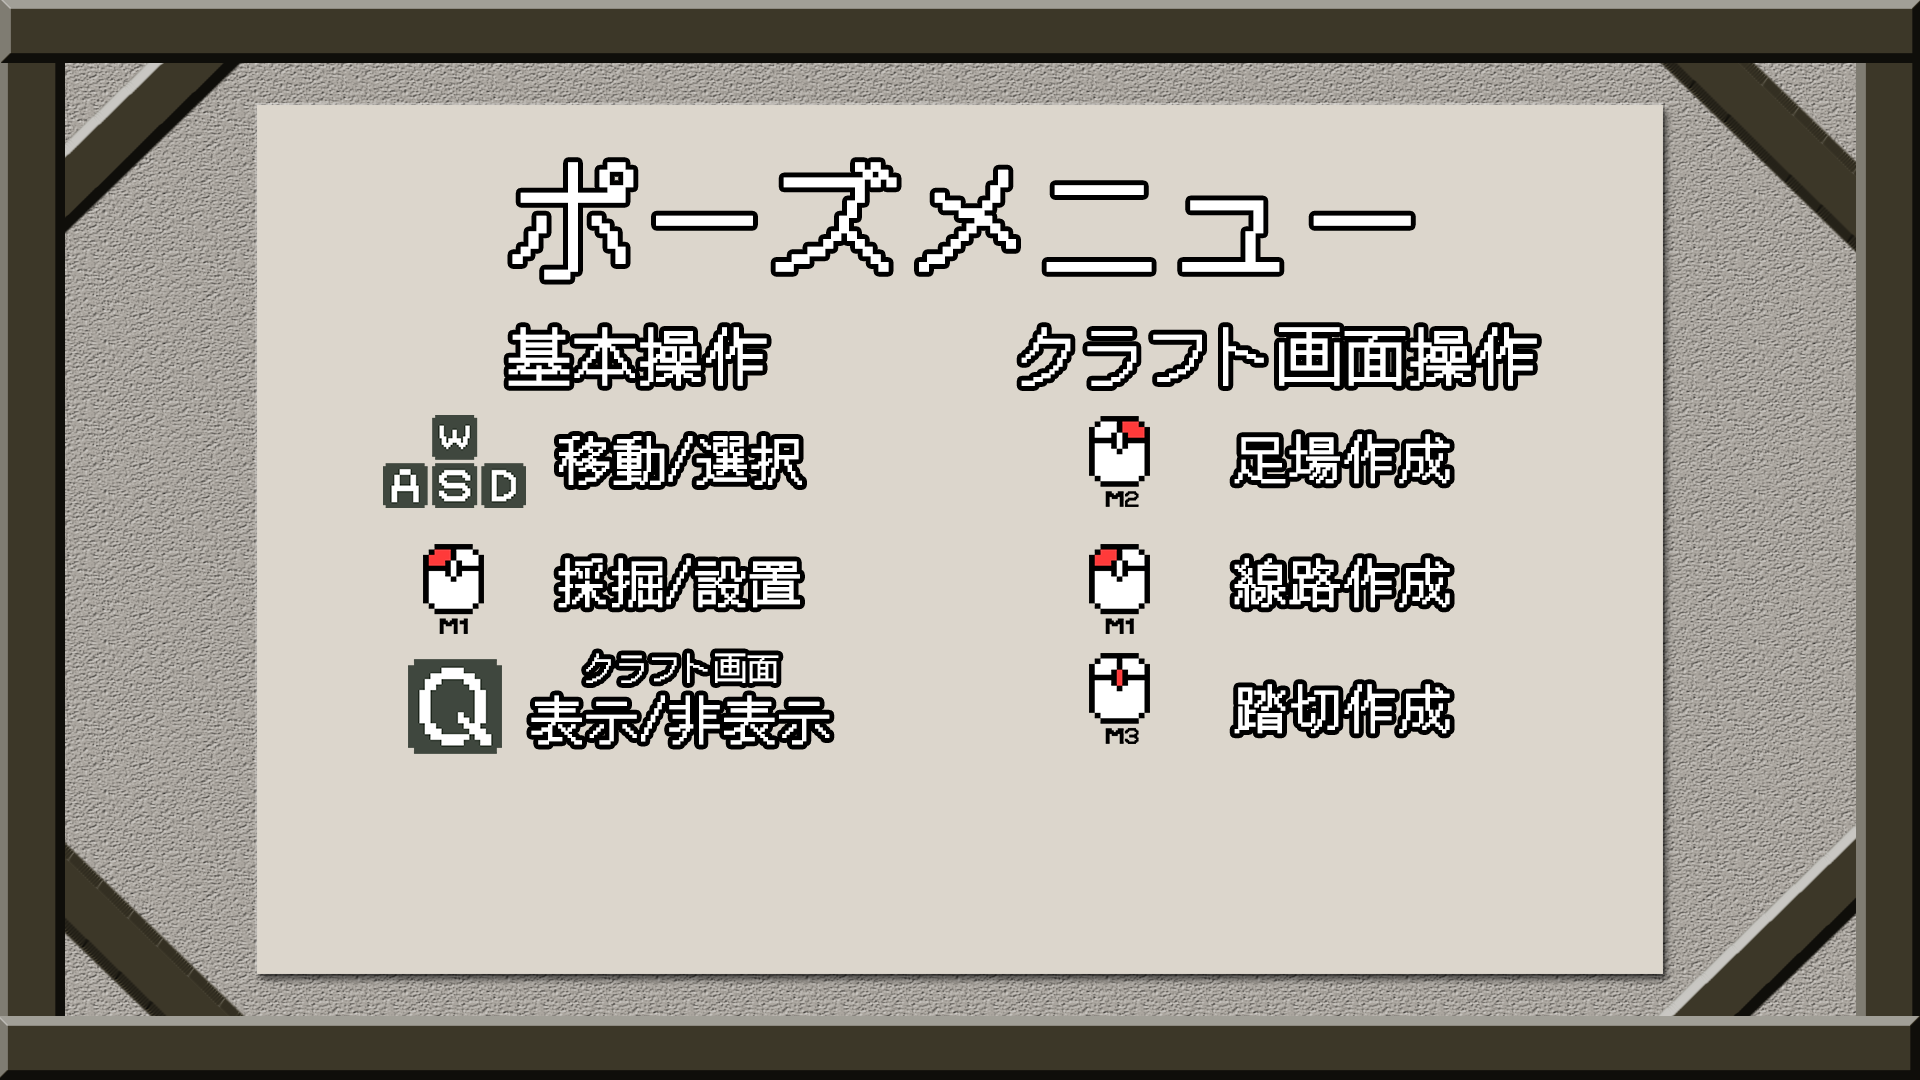 ポーズメニュー
基本操作
W
A S D
移動/選択
M1
採掘/設置
Q
クラフト画面
表示/非表示
クラフト画面操作
M2
足場作成
M1
線路作成
M3
踏切作成